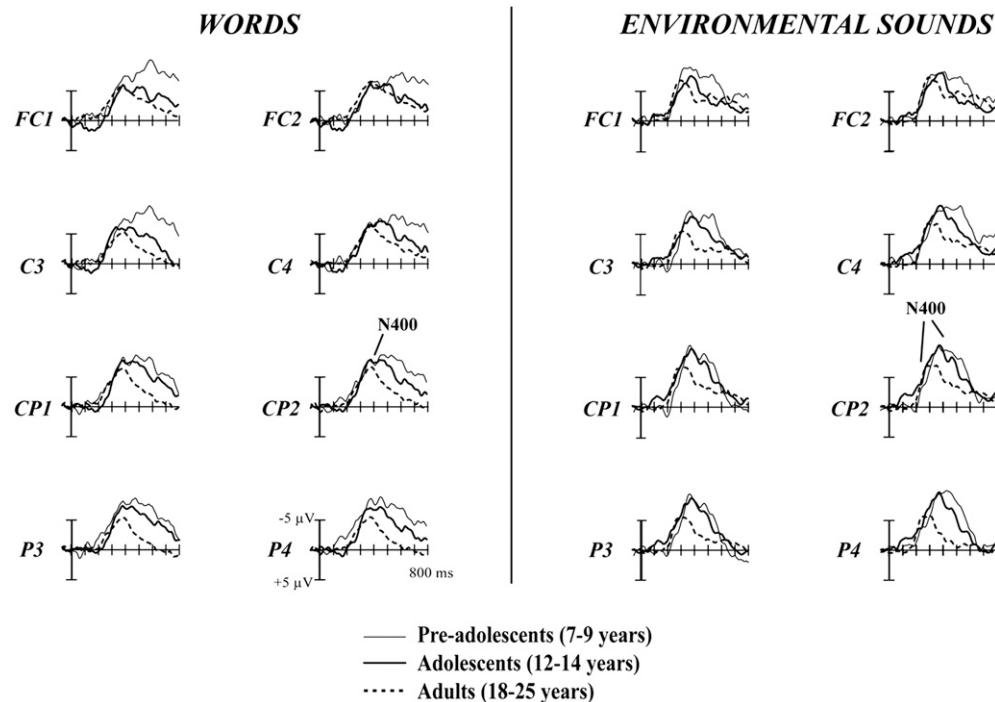 WORDS
ENVIRONMENTAL SOUNDS
FC1
FC2
FC1
FC2
C3
C4
C3
C4
N400
N400
CP1
CP2
CP1
CP2
-5 µV
P3
P4
P3
P4
+5 µV
800 ms
Pre-adolescents (7-9 years)
Adolescents (12-14 years)
Adults (18-25 years)